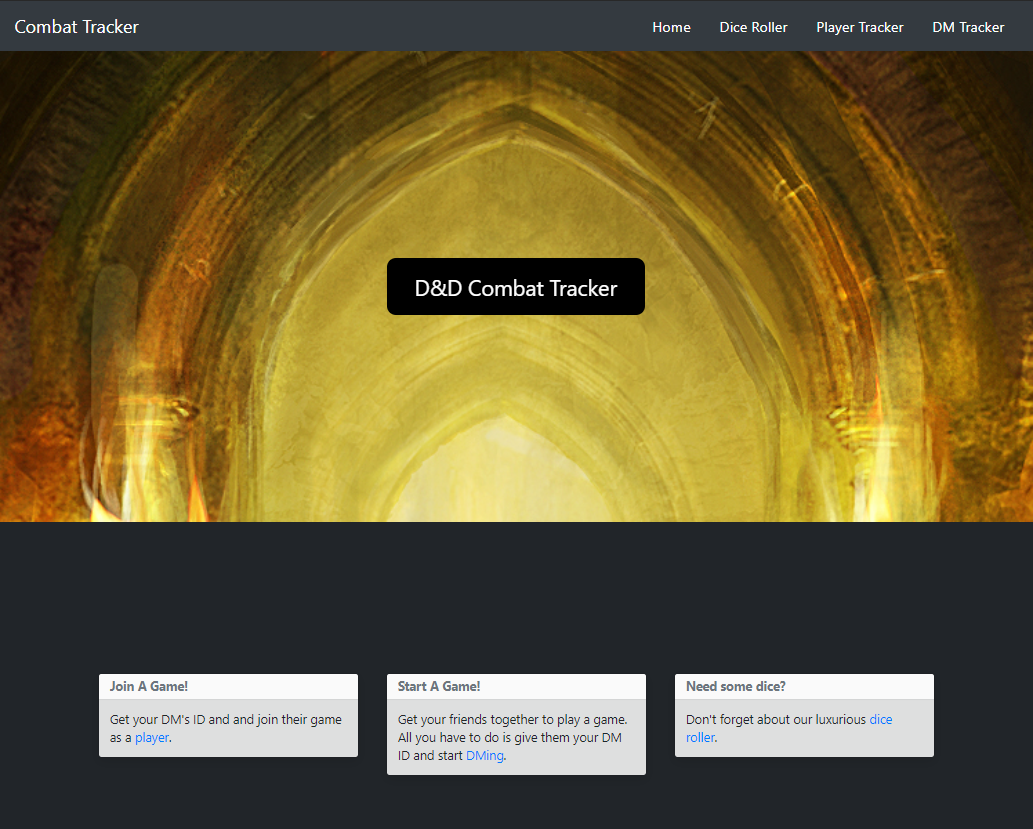 Combat Tracker
Home Dice Roller Player Tracker DM Tracker
D&D Combat Tracker
Join A Game!
Get your DM's ID and and join their game
as a player.
Start A Game!
Get your friends together to play a game.
All you have to do is give them your DM
ID and start DMing.
Need some dice?
Don't forget about our luxurious dice
roller.